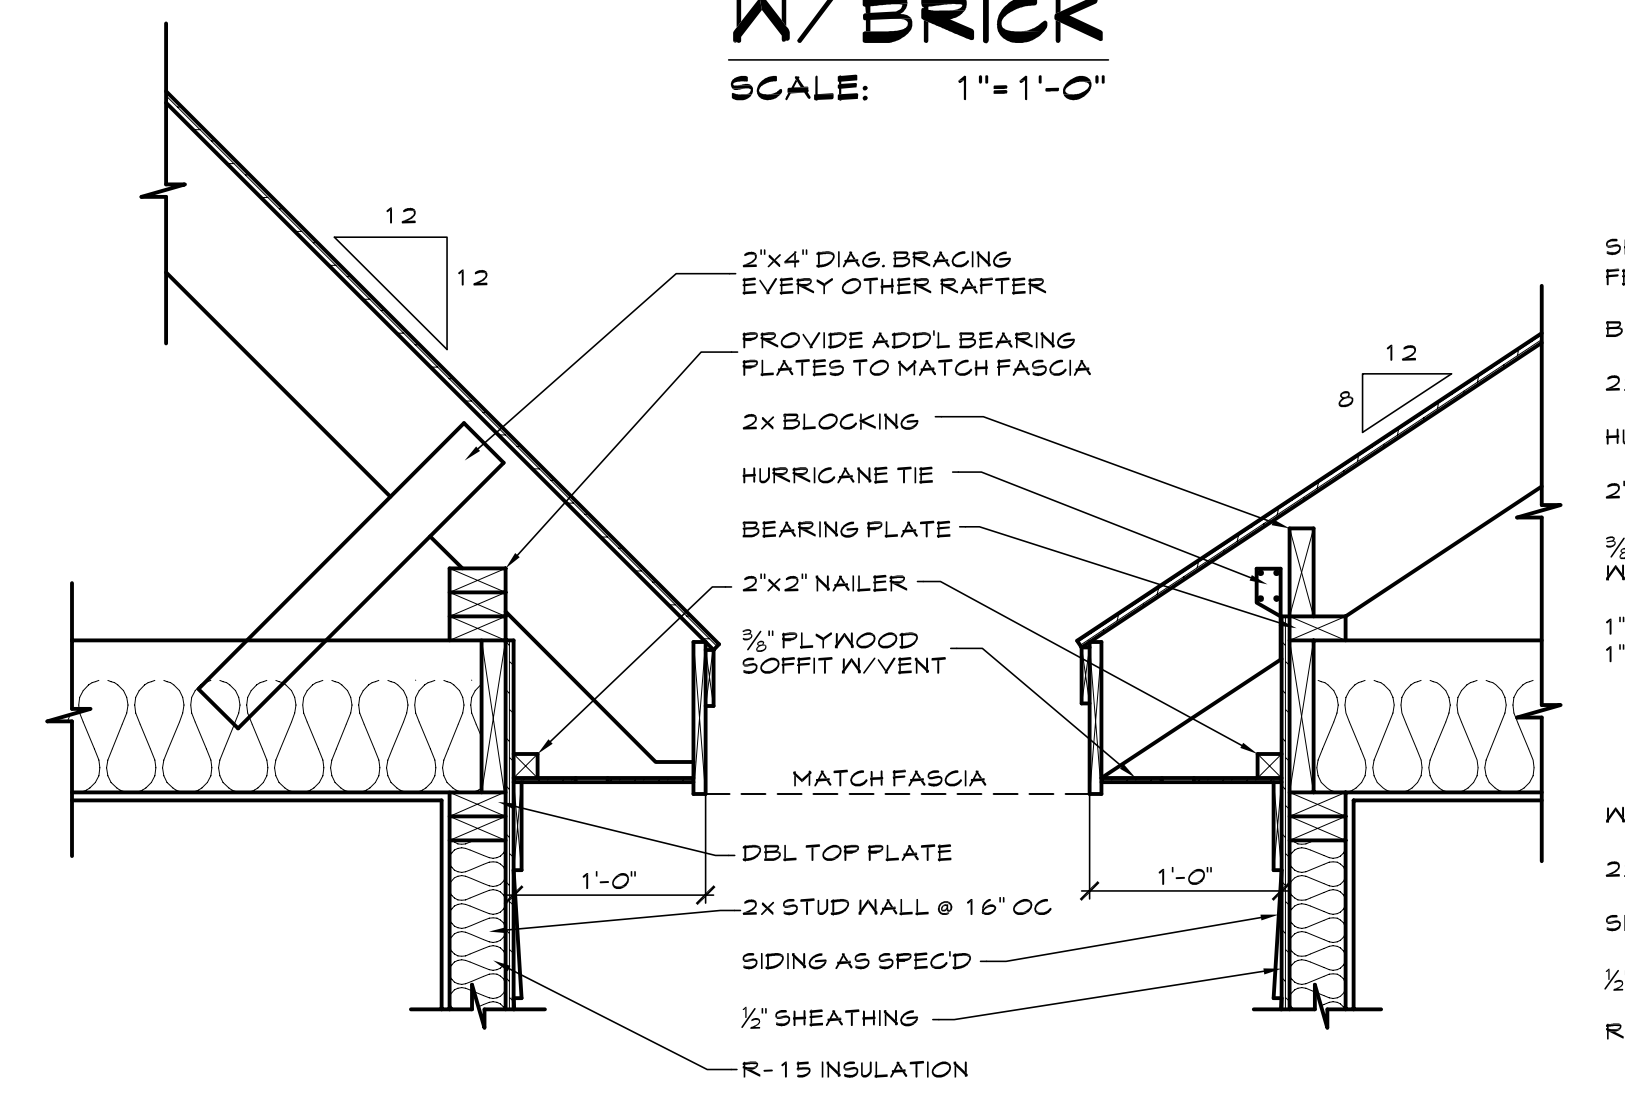 W/ BRICK
SCALE: 1"=1'-0"
12
12
2"x4" DIAG. BRACING
EVERY OTHER RAFTER
PROVIDE ADD'L BEARING
PLATES TO MATCH FASCIA
2x BLOCKING
HURRICANE TIE
BEARING PLATE
2"x2" NAILER
3/8" PLYWOOD
SOFFIT W/VENT
MATCH FASCIA
DBL TOP PLATE
1'-0"
2x STUD WALL @ 16" OC
SIDING AS SPEC'D
1/2" SHEATHING
R-15 INSULATION
12
8
1'-0"
1"
1"